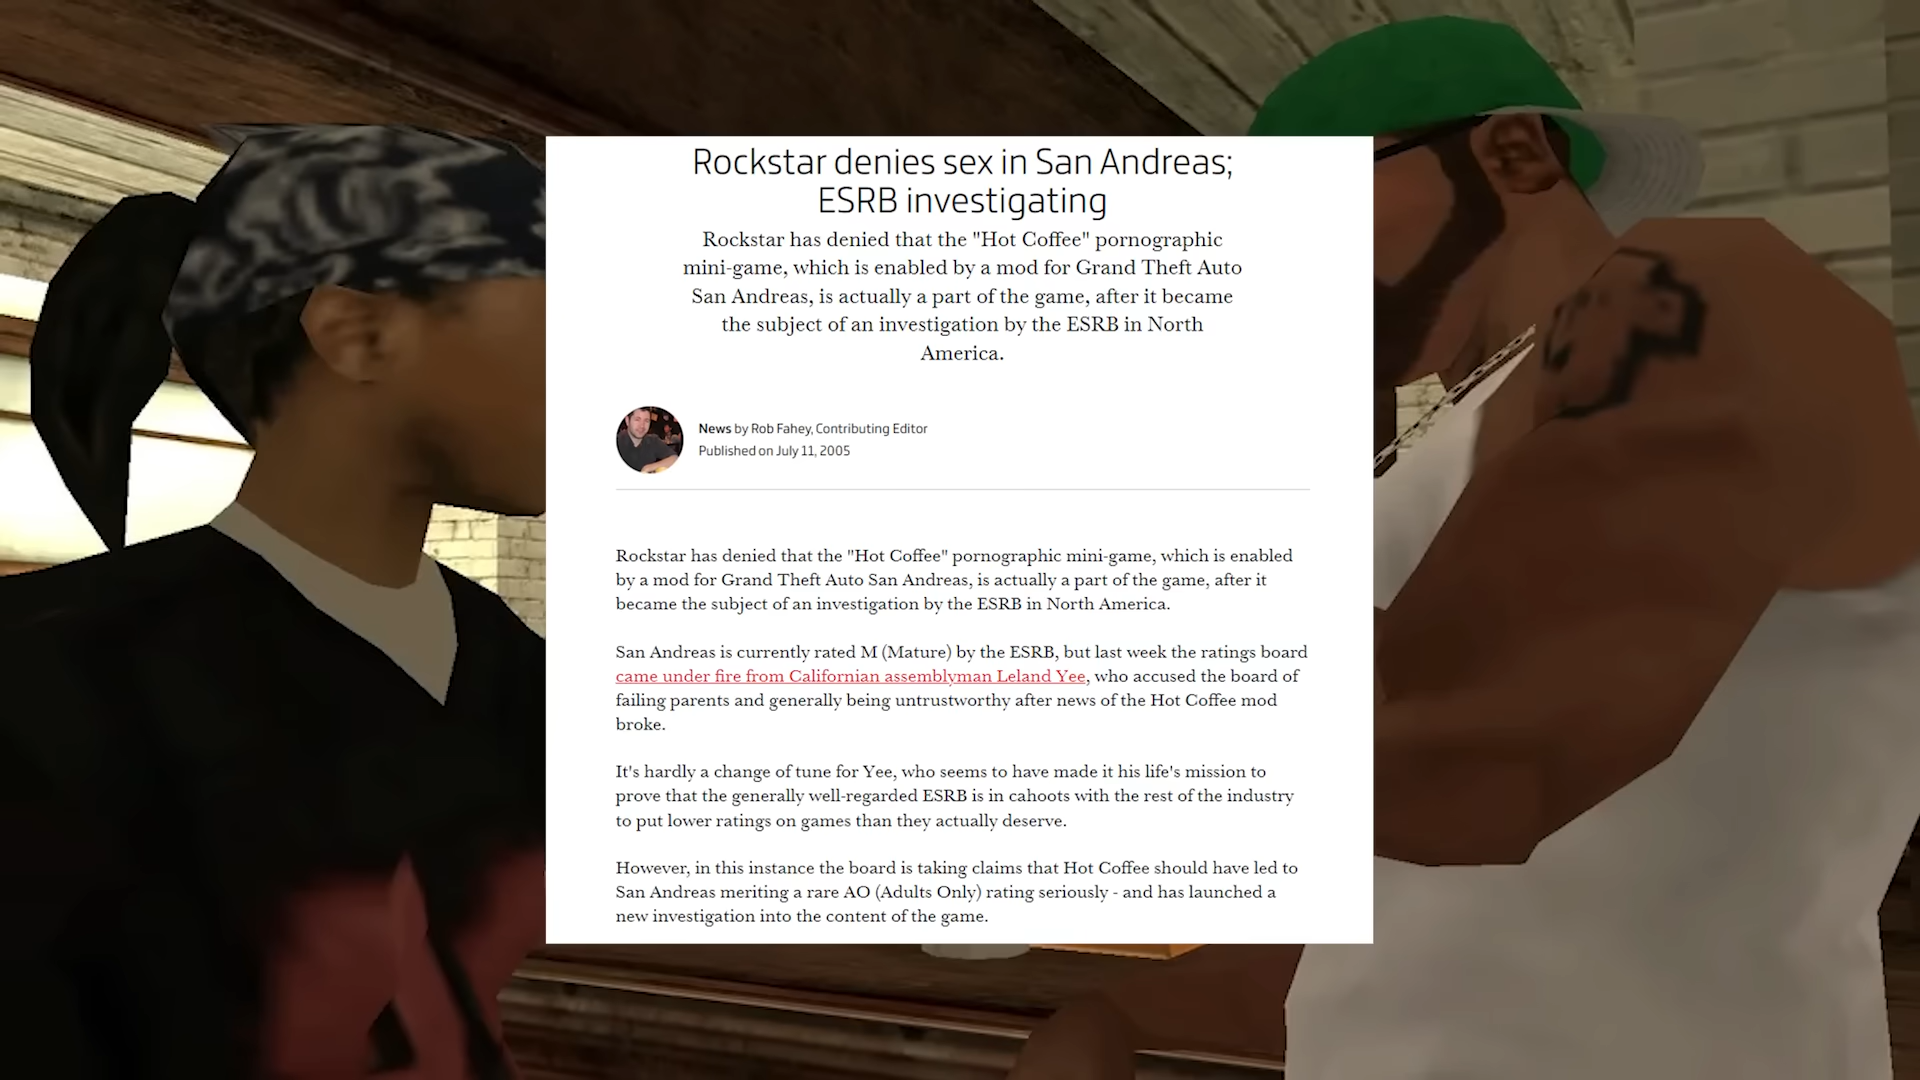 Rockstar denies sex in San Andreas;
ESRB investigating
Rockstar has denied that the "Hot Coffee" pornographic
mini-game, which is enabled by a mod for Grand Theft Auto
San Andreas, is actually a part of the game, after it became
the subject of an investigation by the ESRB in North
America.
News by Rob Fahey, Contributing Editor
Published on July 11, 2005
Rockstar has denied that the "Hot Coffee" pornographic mini-game, which is enabled
by a mod for Grand Theft Auto San Andreas, is actually a part of the game, after it
became the subject of an investigation by the ESRB in North America.
San Andreas is currently rated M (Mature) by the ESRB, but last week the ratings board
came under fire from Californian assemblyman Leland Yee, who accused the board of
failing parents and generally being untrustworthy after news of the Hot Coffee mod
broke.
It's hardly a change of tune for Yee, who seems to have made it his life's mission to
prove that the generally well-regarded ESRB is in cahoots with the rest of the industry
to put lower ratings on games than they actually deserve.
However, in this instance the board is taking claims that Hot Coffee should have led to
San Andreas meriting a rare AO (Adults Only) rating seriously - and has launched a
new investigation into the content of the game.